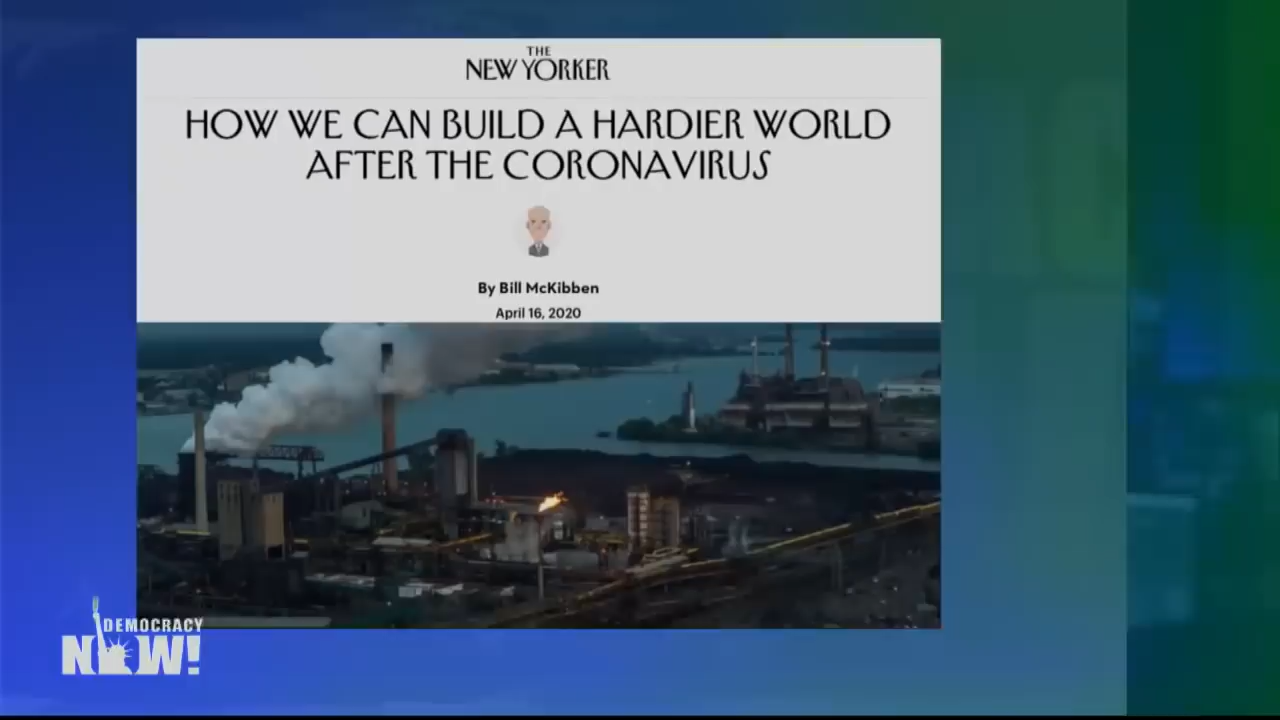 THE
NEW YORKER
HOW WE CAN BUILD A HARDIER WORLD
AFTER THE CORONAVIRUS
By Bill McKibben
April 16, 2020
DEMOCRACY
NOW!